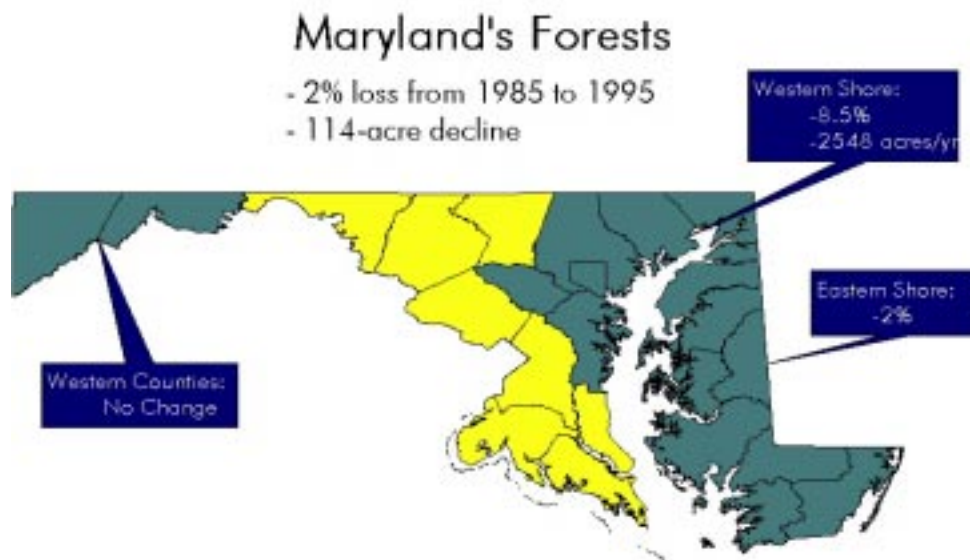 Maryland's Forests
- 2% loss from 1985 to 1995
- 114-acre decline
Western Shore:
-8.5%
-2548 acres/yr
Eastern Shore:
-2%
Western Counties:
No Change